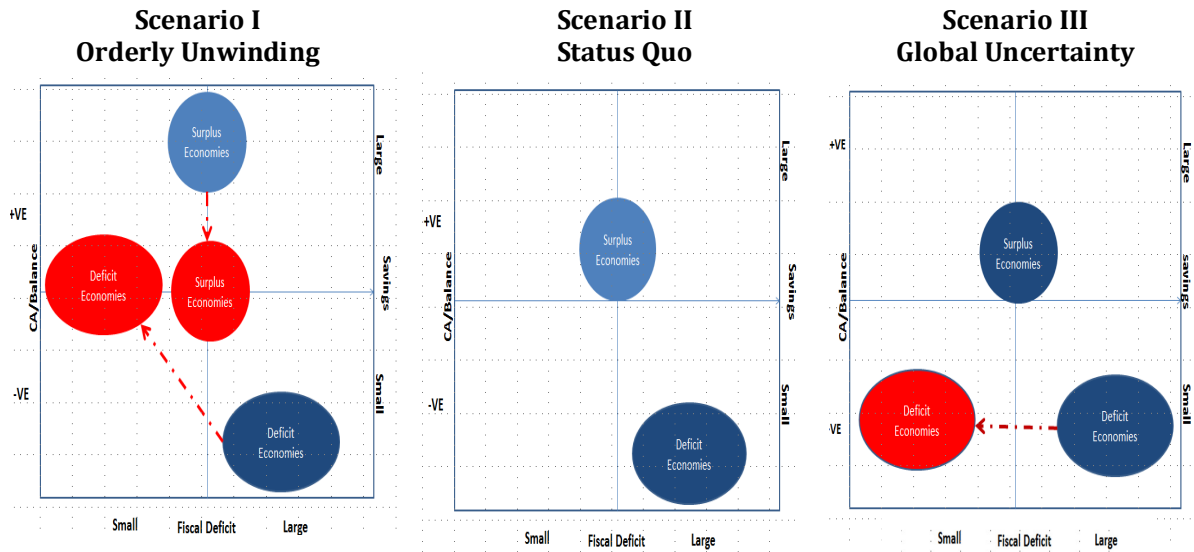 Scenario I
Orderly Unwinding
Surplus
Economies
Large
+VE
Deficit
Economies
Surplus
Economies
CA/Balance
Savings
-VE
Small
Deficit
Economies
Small
Fiscal Deficit
Large
Scenario II
Status Quo
Large
+VE
Surplus
Economies
CA/Balance
Savings
-VE
Small
Deficit
Economies
Small
Fiscal Deficit
Large
Scenario III
Global Uncertainty
+VE
Large
Surplus
Economies
CA/Balance
savings
Deficit
Economies
Deficit
Economies
Small
-VE
Small
Fiscal Deficit
Large